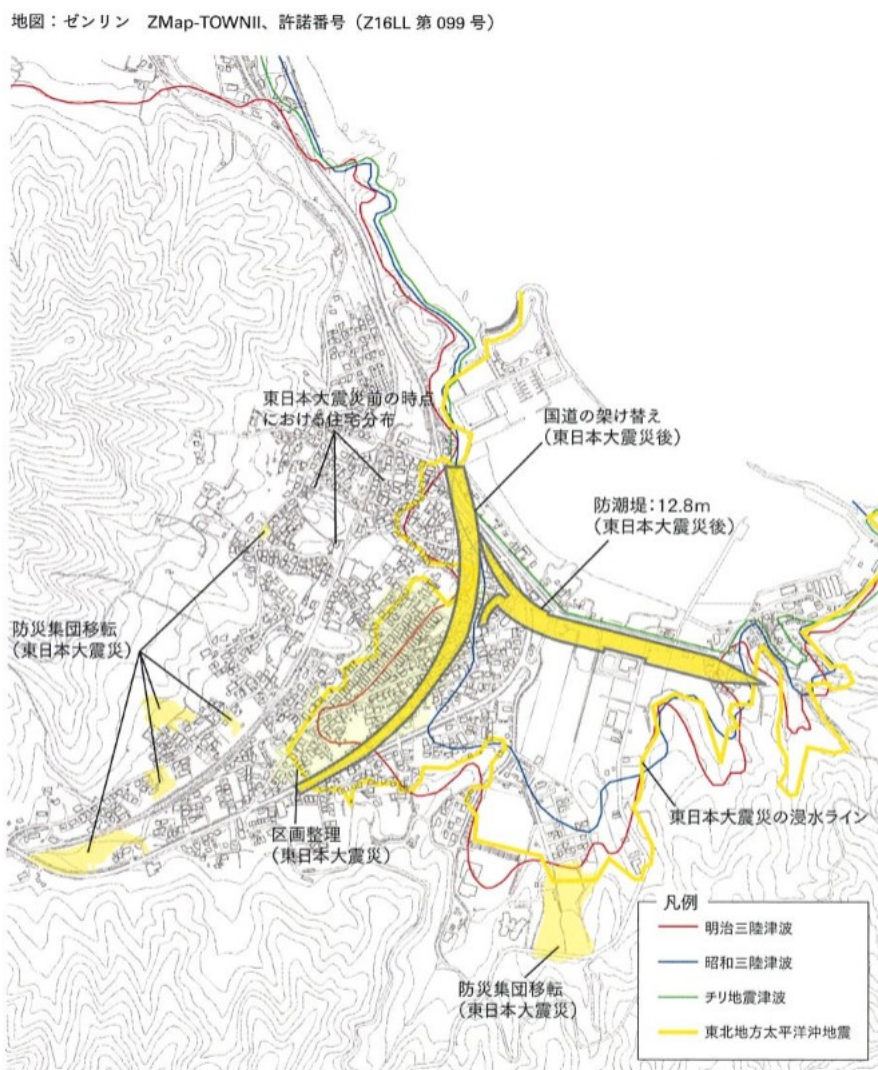 地図：ゼンリン　ZMap-TOWNII、許諾番号（Z16LL 第 099 号）
東日本大震災前の時点
における住宅分布
国道の架け替え
（東日本大震災後）
防潮堤：12.8m
（東日本大震災後）
防災集団移転
（東日本大震災）
東日本大震災の浸水ライン
区画整理
（東日本大震災）
防災集団移転
（東日本大震災）
凡例
明治三陸津波
昭和三陸津波
チリ地震津波
東北地方太平洋沖地震